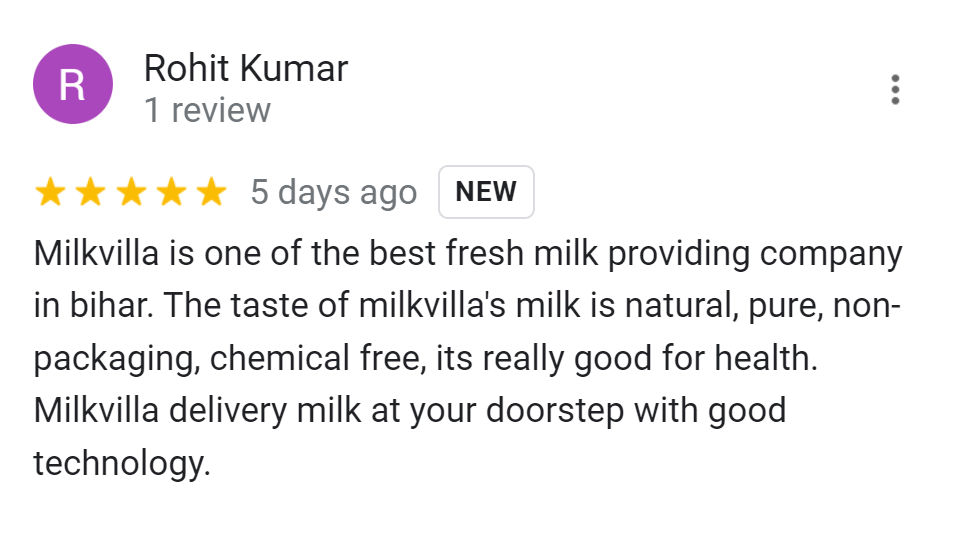 R
Rohit Kumar
1 review
5 days ago NEW
Milkvilla is one of the best fresh milk providing company
in bihar. The taste of milkvilla's milk is natural, pure, non-
packaging, chemical free, its really good for health.
Milkvilla delivery milk at your doorstep with good
technology.